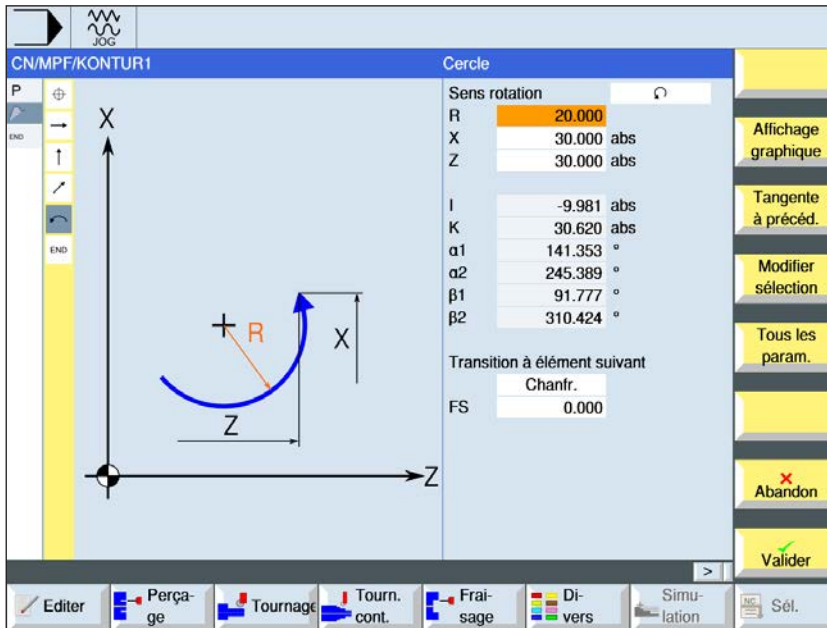 JOG
CN/MPF/KONTUR1
Cercle
P
END
END
X
R
X
Z
Z
Sens rotation
R 20.000
X 30.000 abs
Z 30.000 abs
I -9.981 abs
K 30.620 abs
α1 141.353 °
α2 245.389 °
β1 91.777 °
β2 310.424 °
Transition à élément suivant
Chanfr.
FS 0.000
Affichage
graphique
Tangente
à précéd.
Modifier
sélection
Tous les
param.
Abandon
Valider
>
Editer
Perça-
ge
Tournage
Tourn.
cont.
Frai-
sage
Di-
vers
Simu-
lation
NC
Sél.